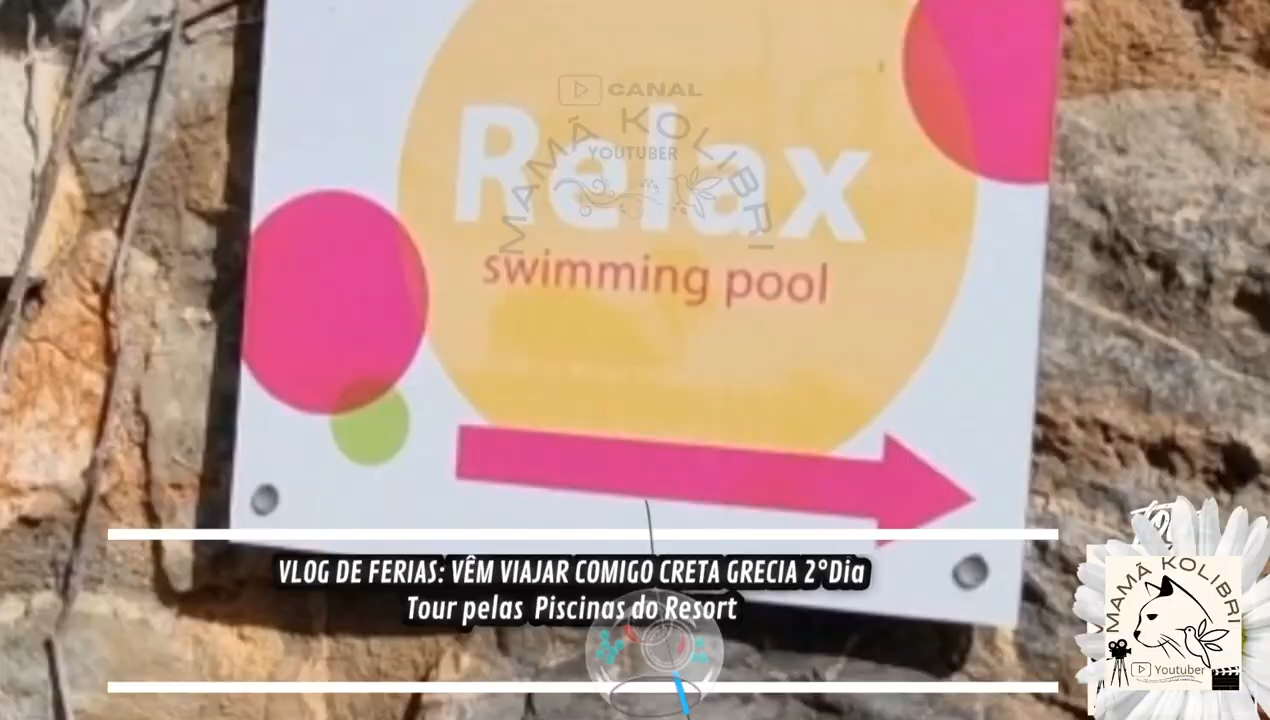 CANAL
MAMÃ KOLIBRI
YOUTUBER
Relax
swimming pool
VLOG DE FERIAS: VÊM VIAJAR COMIGO CRETA GRECIA 2°Dia
Tour pelas Piscinas do Resort
MAMÃ KOLIBRI
Youtuber